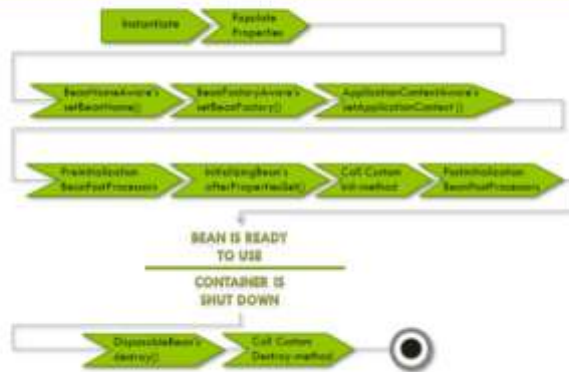 Instantiate
Populate
Properties
BeanNameAware's
setBeanName()
BeanFactoryAware's
setBeanFactory()
ApplicationContextAware's
setApplicationContext ()
PreInitialization
BeanPostProcessors
InitializingBean's
afterPropertiesSet()
Call Custom
Init-method
PostInitialization
BeanPostProcessors
BEAN IS READY
TO USE
CONTAINER IS
SHUT DOWN
DisposableBean's
destroy()
Call Custom
Destroy-method